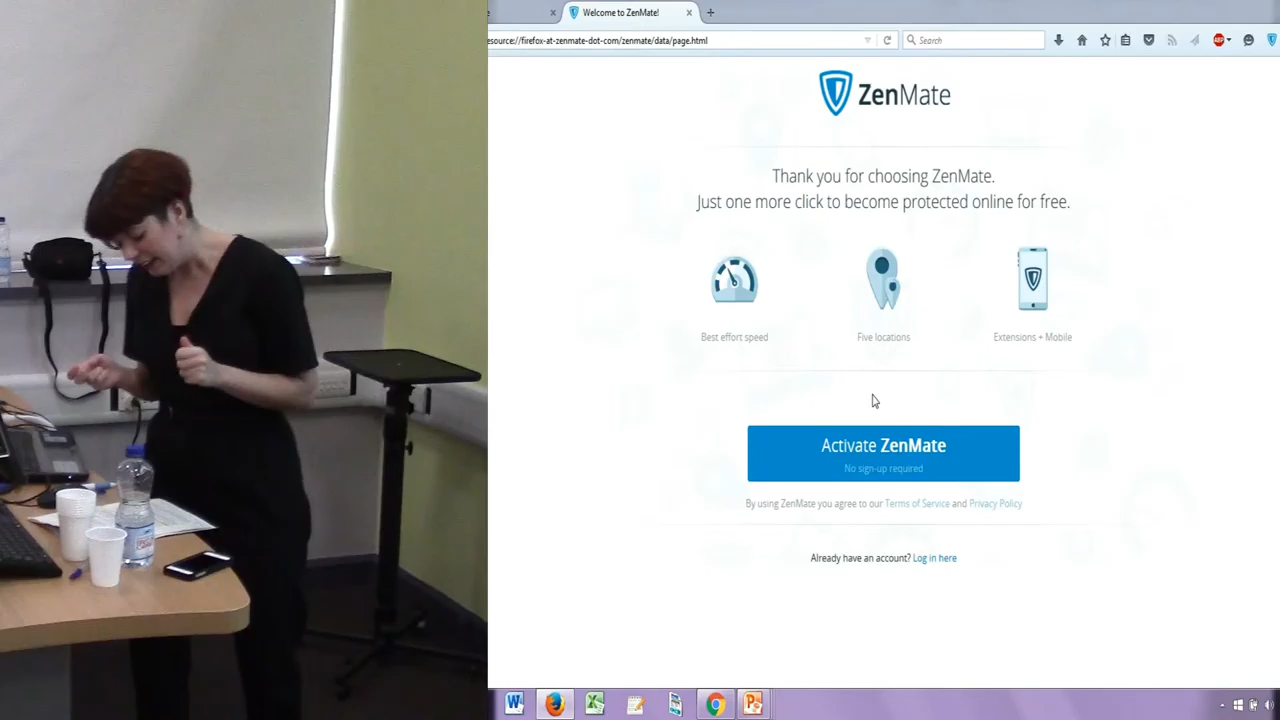 Welcome to ZenMate!
esource://firefox-at-zenmate-dot-com/zenmate/data/page.html
Search
ABP
ZenMate
Thank you for choosing ZenMate.
Just one more click to become protected online for free.
Best effort speed
Five locations
Extensions + Mobile
Activate ZenMate
No sign-up required
By using ZenMate you agree to our Terms of Service and Privacy Policy
Already have an account? Log in here